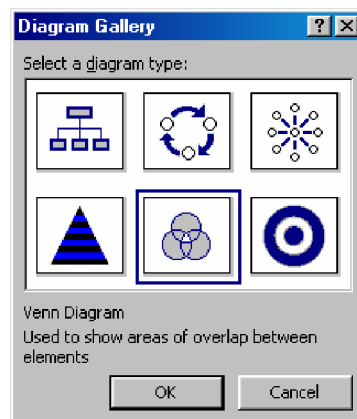 Diagram Gallery
Select a diagram type:
Venn Diagram
Used to show areas of overlap between
elements
OK
Cancel